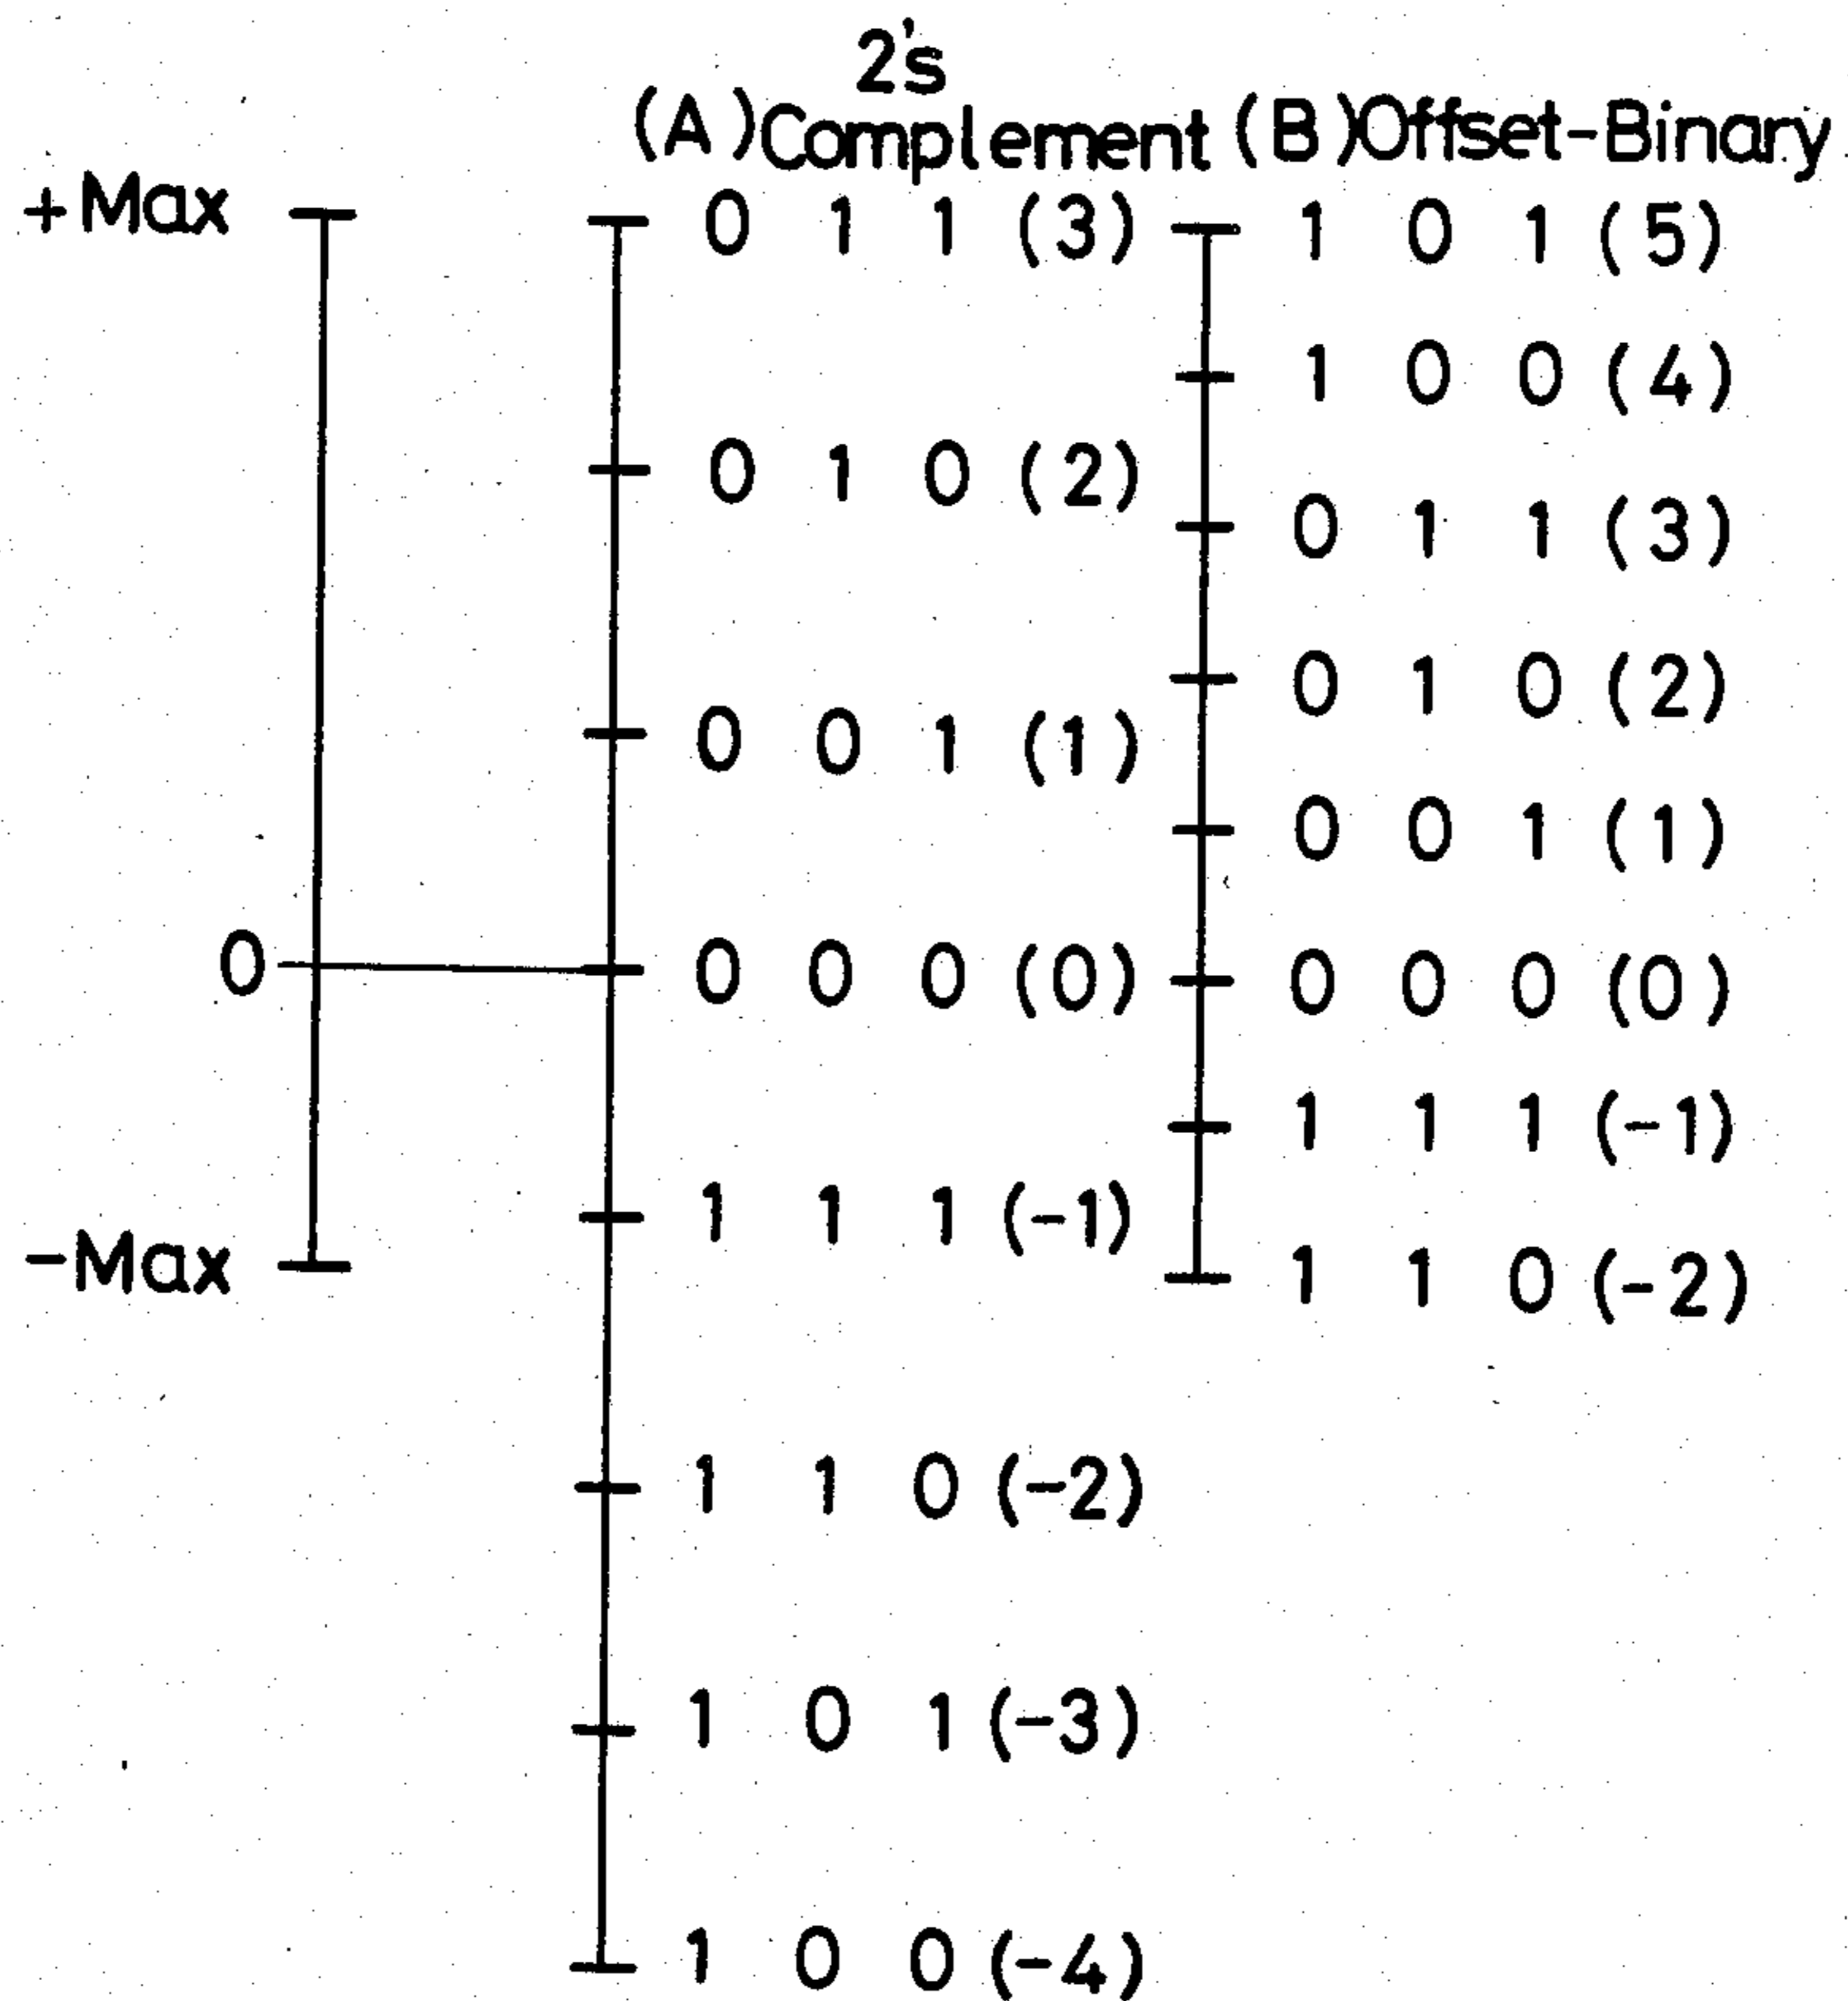 2's
(A) Complement (B) Offset-Binary
+Max 0 1 1 (3) 1 0 1 (5)
1 0 0 (4)
0 1 0 (2)
0 1 1 (3)
0 1 0 (2)
0 0 1 (1)
0 0 1 (1)
0 0 0 0 (0) 0 0 0 (0)
1 1 1 (-1)
1 1 1 (-1)
-Max 1 1 0 (-2)
1 1 0 (-2)
1 0 1 (-3)
1 0 0 (-4)